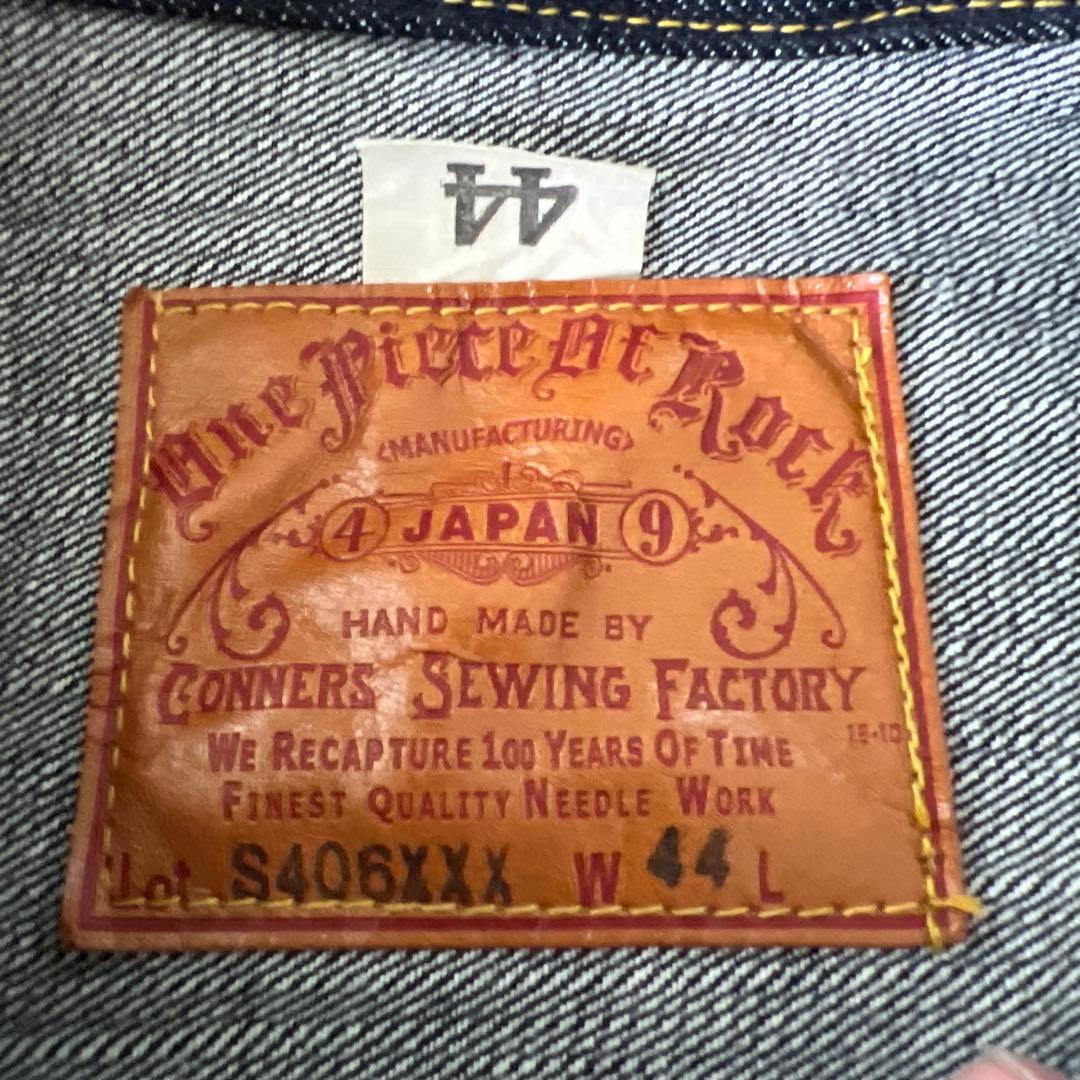 44
One Piece Of Rock
<MANUFACTURING>
4 JAPAN 9
HAND MADE BY
CONNERS SEWING FACTORY
WE RECAPTURE 100 YEARS OF TIME
FINEST QUALITY NEEDLE WORK
Lot S406XXX W 44 L